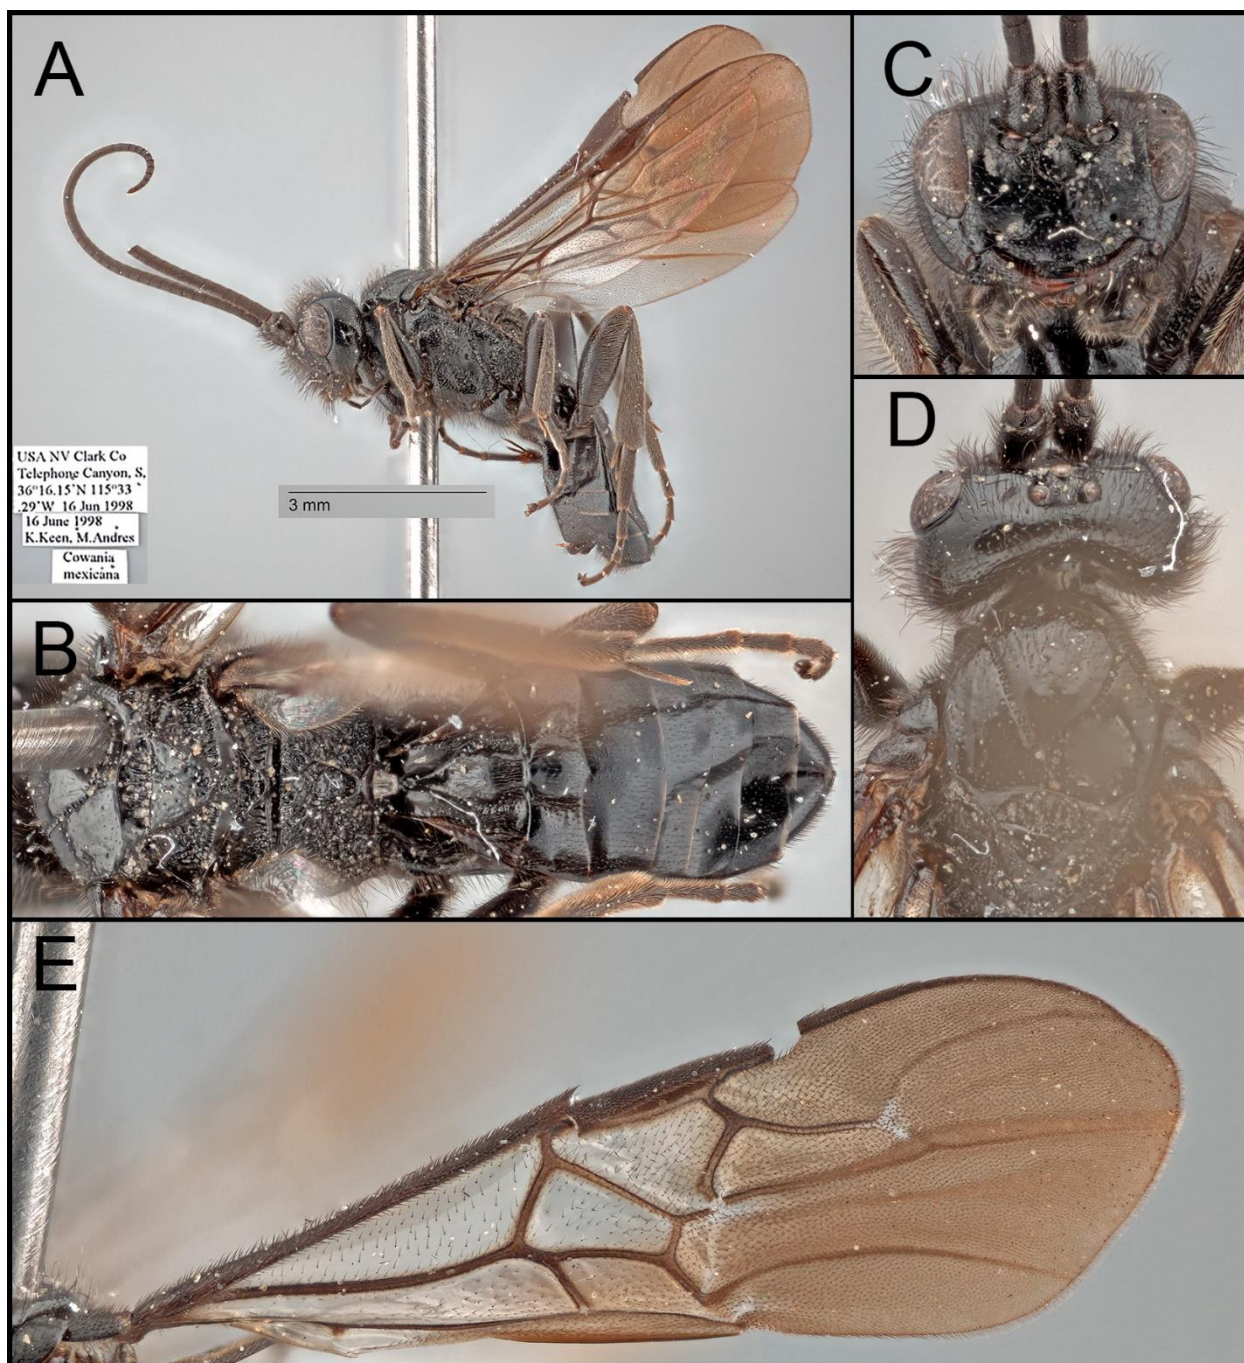 A
C
USA NV Clark Co
Telephone Canyon, S,
36°16.15'N 115°33
.29'W 16 Jun 1998
16 June 1998
K.Keen, M.Andres
Cowania
mexicana
3 mm
B
D
E